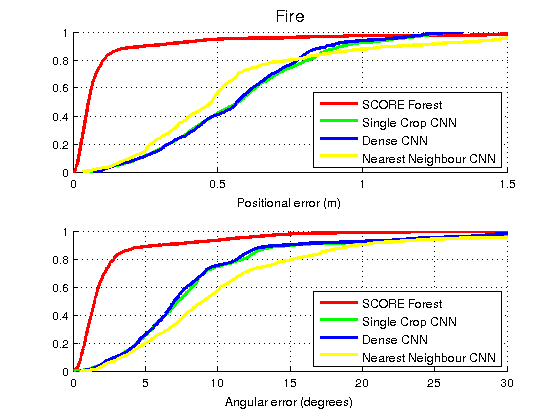 Fire
1
0.8
0.6
0.4
0.2
0
0 0.5 1 1.5
SCORE Forest
Single Crop CNN
Dense CNN
Nearest Neighbour CNN
Positional error (m)
1
0.8
0.6
0.4
0.2
0
0 5 10 15 20 25 30
SCORE Forest
Single Crop CNN
Dense CNN
Nearest Neighbour CNN
Angular error (degrees)